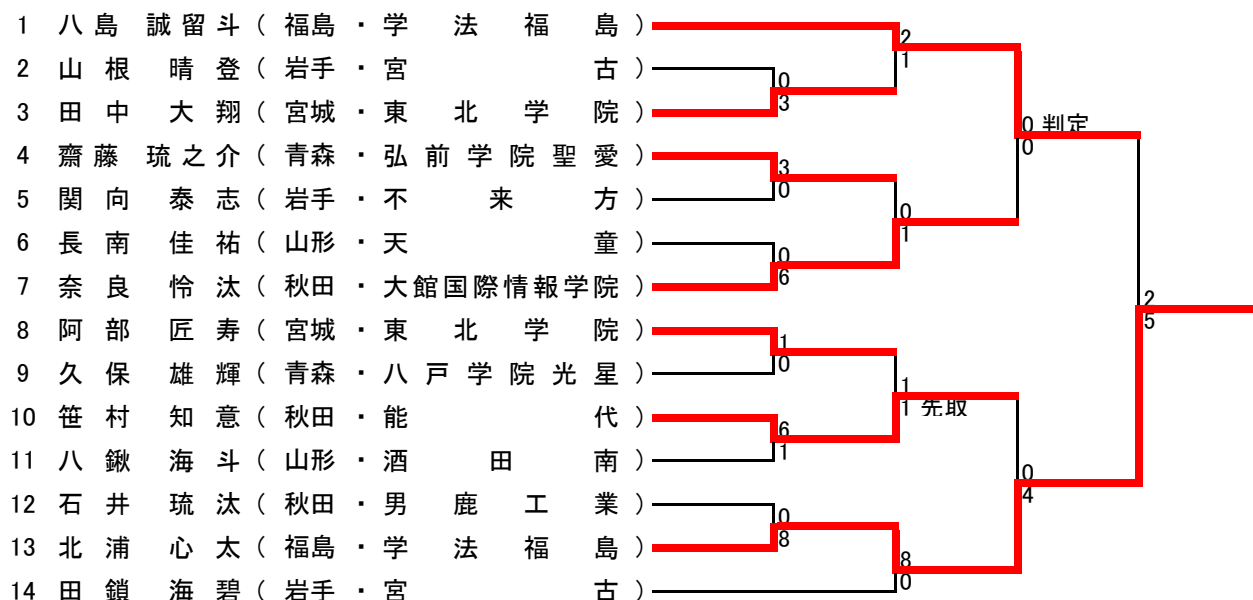 1 八島 誠留斗 ( 福島 ・ 学法福島 )
2 山根 晴登 ( 岩手 ・ 宮古 )
3 田中 大翔 ( 宮城 ・ 東北学院 )
4 齋藤 琉之介 ( 青森 ・ 弘前学院聖愛 )
5 関向 泰志 ( 岩手 ・ 不来方 )
6 長南 佳祐 ( 山形 ・ 天童 )
7 奈良 怜汰 ( 秋田 ・ 大館国際情報学院 )
8 阿部 匠寿 ( 宮城 ・ 東北学院 )
9 久保 雄輝 ( 青森 ・ 八戸学院光星 )
10 笹村 知意 ( 秋田 ・ 能代 )
11 八鍬 海斗 ( 山形 ・ 酒田南 )
12 石井 琉汰 ( 秋田 ・ 男鹿工業 )
13 北浦 心太 ( 福島 ・ 学法福島 )
14 田鎖 海碧 ( 岩手 ・ 宮古 )
0
3
3
0
0
6
1
0
6
1
0
8
2
1
0
1
1
1 先取
8
0
0 判定
0
0
4
2
5